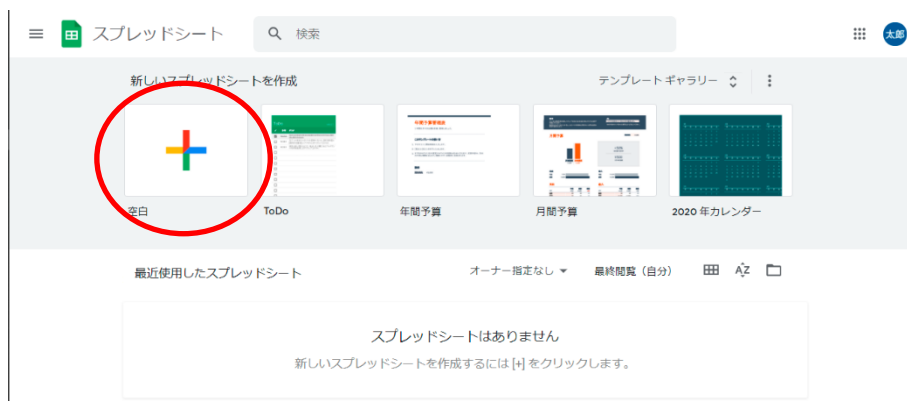 スプレッドシート
検索
太郎
新しいスプレッドシートを作成
テンプレート ギャラリー
空白
ToDo
年間予算
月間予算
2020 年カレンダー
最近使用したスプレッドシート
オーナー指定なし
最終閲覧（自分）
AZ
スプレッドシートはありません
新しいスプレッドシートを作成するには [+] をクリックします。